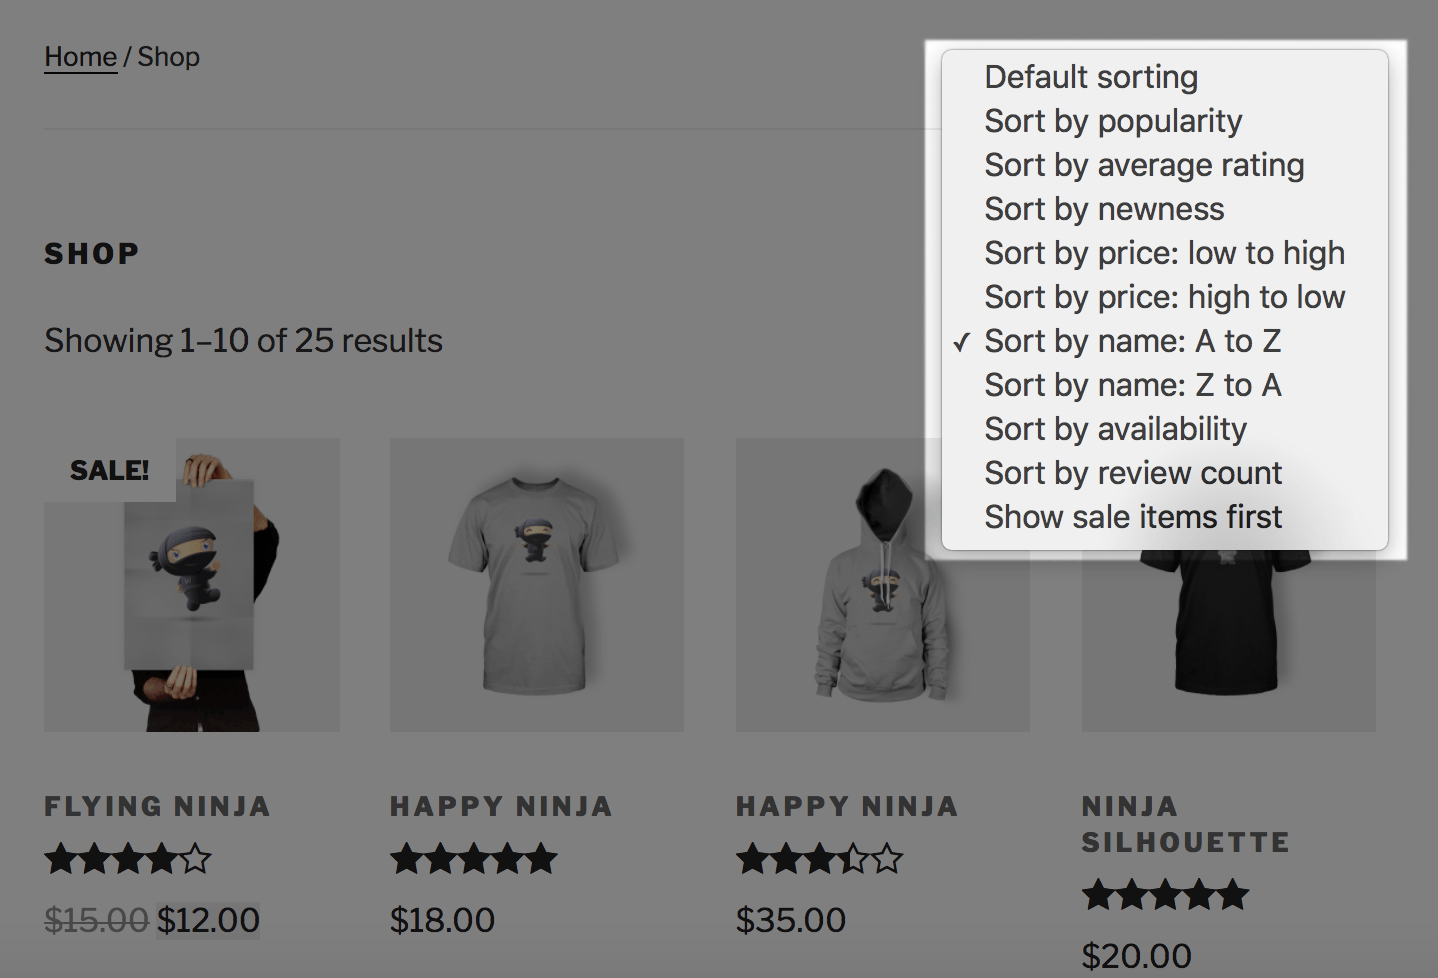 Home / Shop
Default sorting
Sort by popularity
Sort by average rating
Sort by newness
Sort by price: low to high
Sort by price: high to low
✓ Sort by name: A to Z
Sort by name: Z to A
Sort by availability
Sort by review count
Show sale items first
SHOP
Showing 1–10 of 25 results
SALE!
FLYING NINJA
$15.00 $12.00
HAPPY NINJA
$18.00
HAPPY NINJA
$35.00
NINJA
SILHOUETTE
$20.00